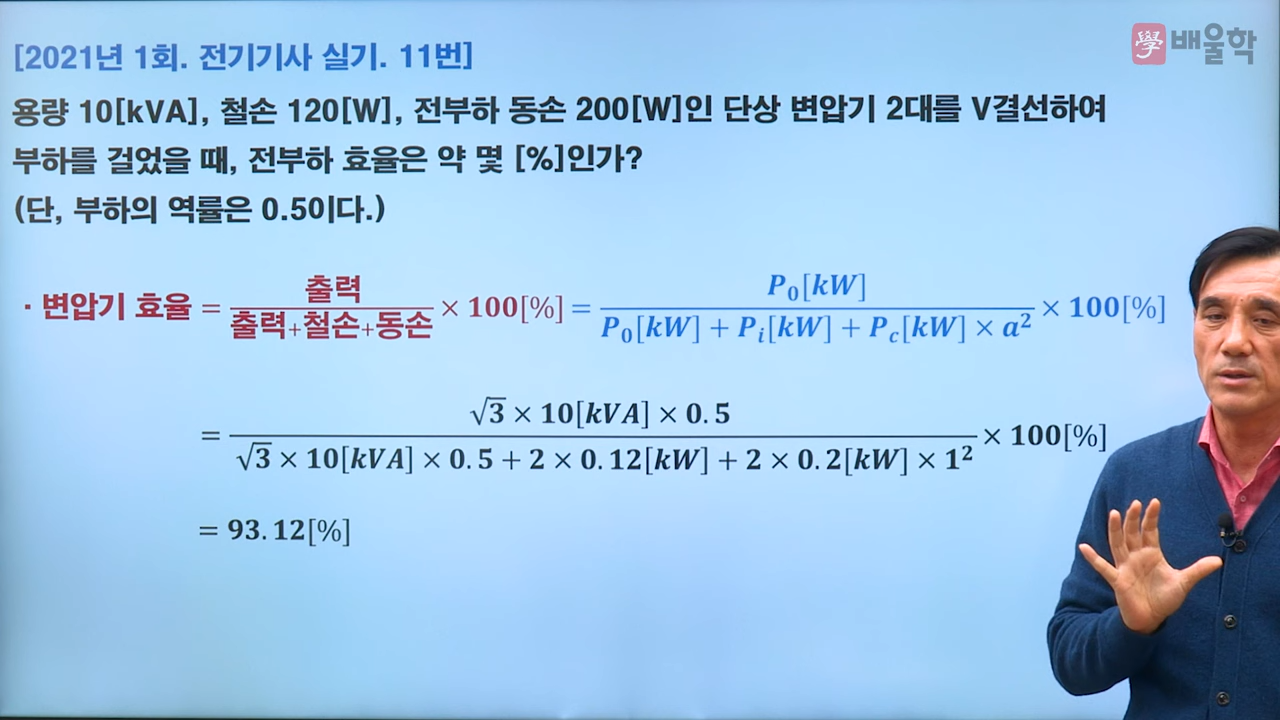 學 배울학
[2021년 1회. 전기기사 실기. 11번]
용량 10[kVA], 철손 120[W], 전부하 동손 200[W]인 단상 변압기 2대를 V결선하여
부하를 걸었을 때, 전부하 효율은 약 몇 [%]인가?
(단, 부하의 역률은 0.5이다.)
· 변압기 효율 = 출력 / 출력+철손+동손 × 100[%] = P₀[kW] / P₀[kW] + Pᵢ[kW] + P_c[kW] × a² × 100[%]
= √3 × 10[kVA] × 0.5 / √3 × 10[kVA] × 0.5 + 2 × 0.12[kW] + 2 × 0.2[kW] × 1² × 100[%]
= 93.12[%]